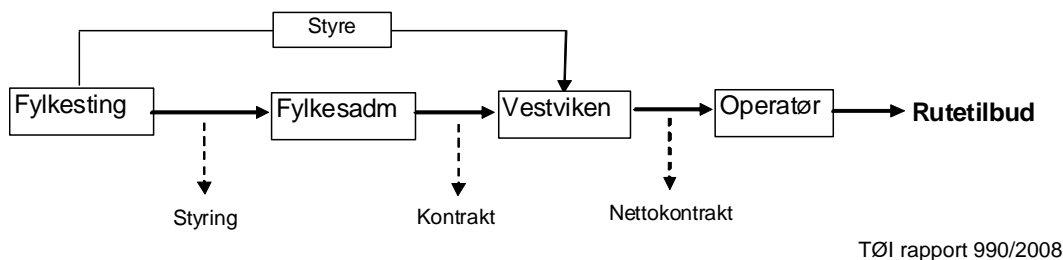 Styre
Fylkesting
Fylkesadm
Vestviken
Operatør
Rutetilbud
Styring
Kontrakt
Nettokontrakt
TØI rapport 990/2008